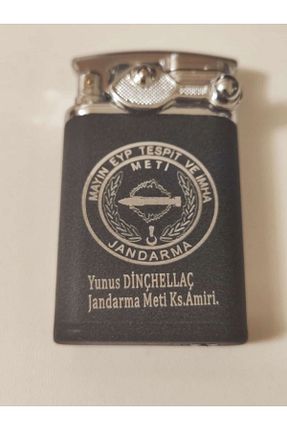 MAYIN EYP TESPİT VE İMHA
METİ
JANDARMA
Yunus DİNÇHELLAÇ
Jandarma Meti Ks.Amiri.